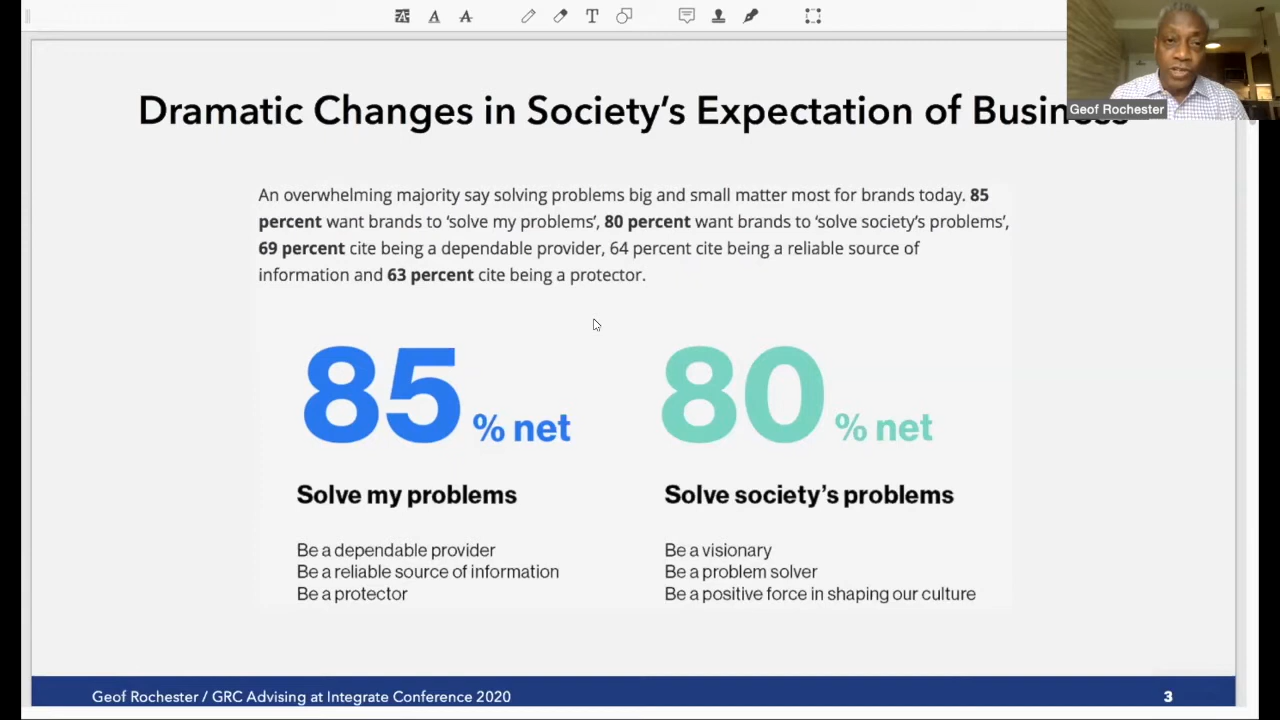 Dramatic Changes in Society's Expectation of Business
Geof Rochester
An overwhelming majority say solving problems big and small matter most for brands today. 85
percent want brands to ‘solve my problems’, 80 percent want brands to ‘solve society’s problems’,
69 percent cite being a dependable provider, 64 percent cite being a reliable source of
information and 63 percent cite being a protector.
85 % net
Solve my problems
Be a dependable provider
Be a reliable source of information
Be a protector
80 % net
Solve society’s problems
Be a visionary
Be a problem solver
Be a positive force in shaping our culture
Geof Rochester / GRC Advising at Integrate Conference 2020
3